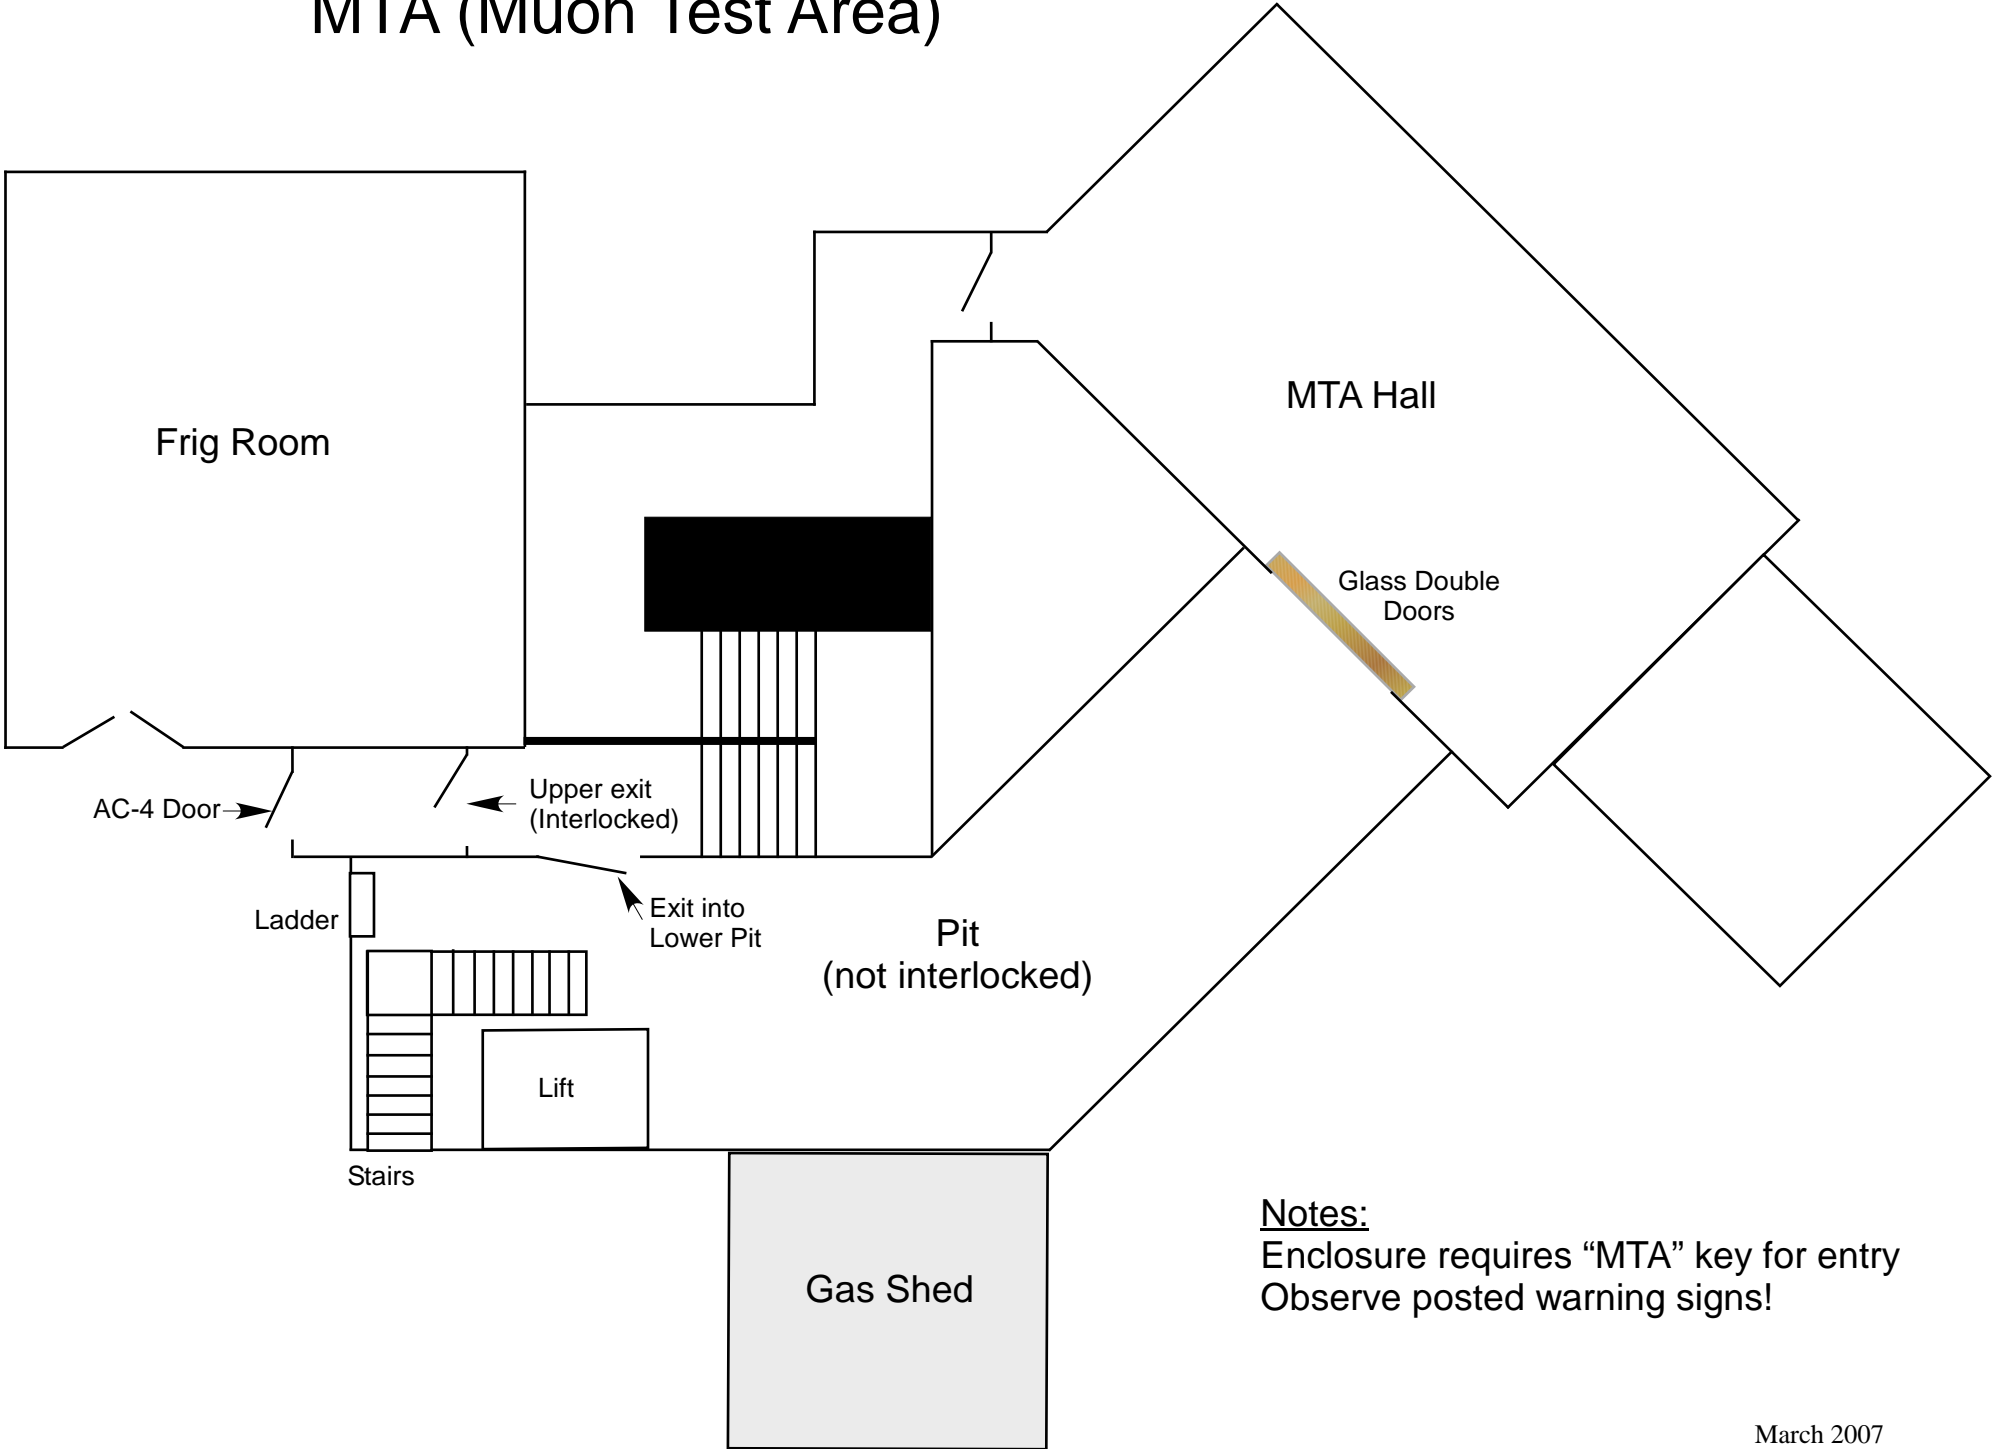 MTA (Muon Test Area)
MTA Hall
Frig Room
Glass Double
Doors
AC-4 Door
Upper exit
(Interlocked)
Ladder
Exit into
Lower Pit
Pit
(not interlocked)
Lift
Stairs
Gas Shed
Notes:
Enclosure requires “MTA” key for entry
Observe posted warning signs!
March 2007